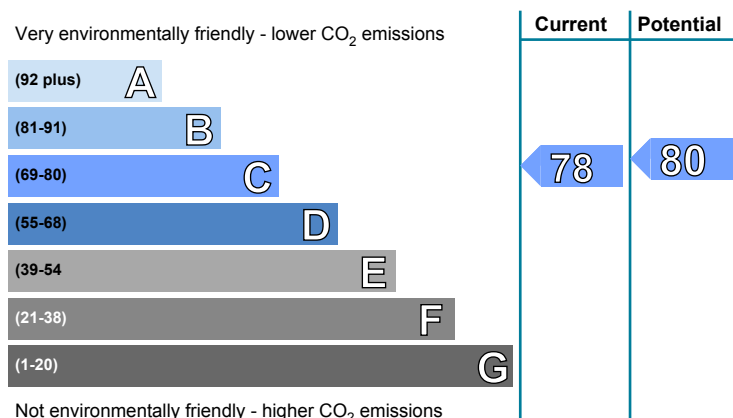 Very environmentally friendly - lower CO₂ emissions
Current
Potential
(92 plus) A
(81-91) B
(69-80) C
(55-68) D
(39-54 E
(21-38) F
(1-20) G
78
80
Not environmentally friendly - higher CO₂ emissions